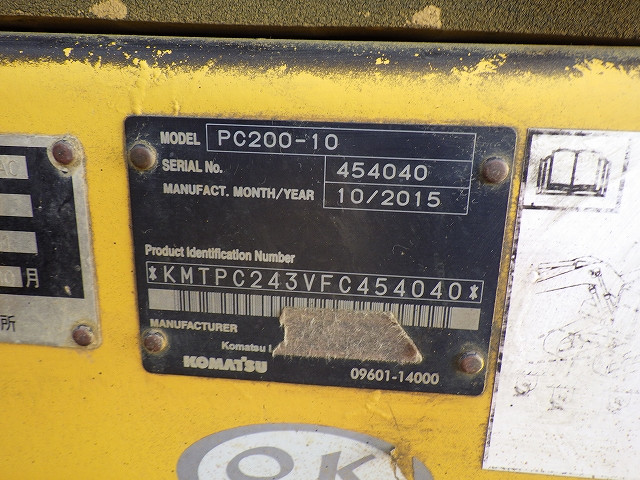 MODEL PC200-10
SERIAL No. 454040
MANUFACT. MONTH/YEAR 10/2015
Product Identification Number
*KMTPC243VFC454040*
MANUFACTURER
Komatsu
KOMATSU
09601-14000
月
所
OK